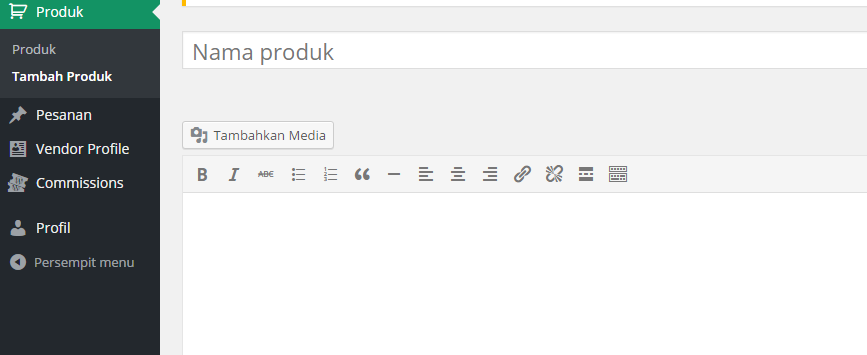 Produk
Produk
Tambah Produk
Pesanan
Vendor Profile
Commissions
Profil
Persempit menu
Nama produk
Tambahkan Media
B I ABC